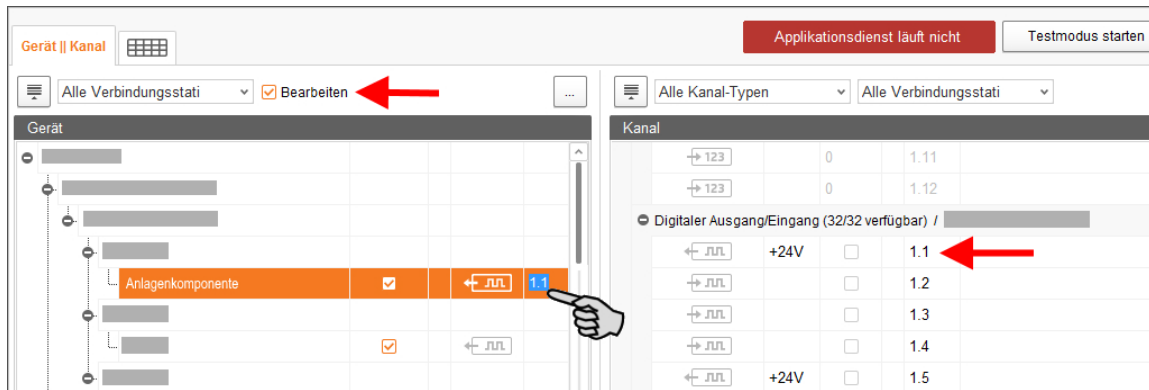 Gerät || Kanal
Applikationsdienst läuft nicht
Testmodus starten
Alle Verbindungsstati
Bearbeiten
...
Alle Kanal-Typen
Alle Verbindungsstati
Gerät
Kanal
123 0 1.11
123 0 1.12
Digitaler Ausgang/Eingang (32/32 verfügbar) /
+24V 1.1
Anlagenkomponente 1.1
1.2
1.3
1.4
+24V 1.5